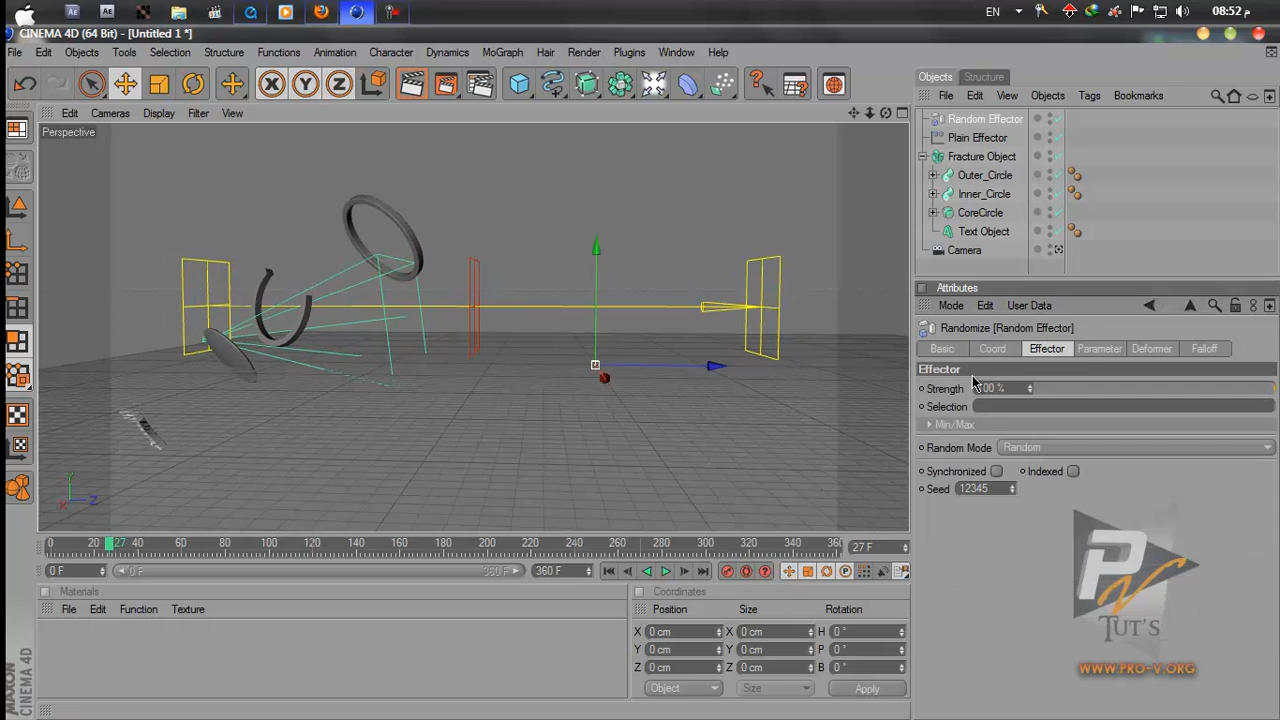 EN
08:52 م
CINEMA 4D (64 Bit) - [Untitled 1 *]
File Edit Objects Tools Selection Structure Functions Animation Character Dynamics MoGraph Hair Render Plugins Window Help
X Y Z
Objects Structure
File Edit View Objects Tags Bookmarks
Edit Cameras Display Filter View
Perspective
Random Effector
Plain Effector
Fracture Object
Outer_Circle
Inner_Circle
CoreCircle
Text Object
Camera
Attributes
Mode Edit User Data
Randomize [Random Effector]
Basic Coord Effector Parameter Deformer Falloff
Effector
Strength 100 %
Selection
Min/Max
Random Mode Random
Synchronized Indexed
Seed 12345
Y
X Z
0 20 27 40 60 80 100 120 140 160 180 200 220 240 260 280 300 320 340 36 27 F
0 F 0 F 360 F 360 F
Materials
File Edit Function Texture
Coordinates
Position Size Rotation
X 0 cm X 0 cm H 0 °
Y 0 cm Y 0 cm P 0 °
Z 0 cm Z 0 cm B 0 °
Object Size Apply
MAXON
CINEMA 4D
PV
TUT'S
WWW.PRO-V.ORG